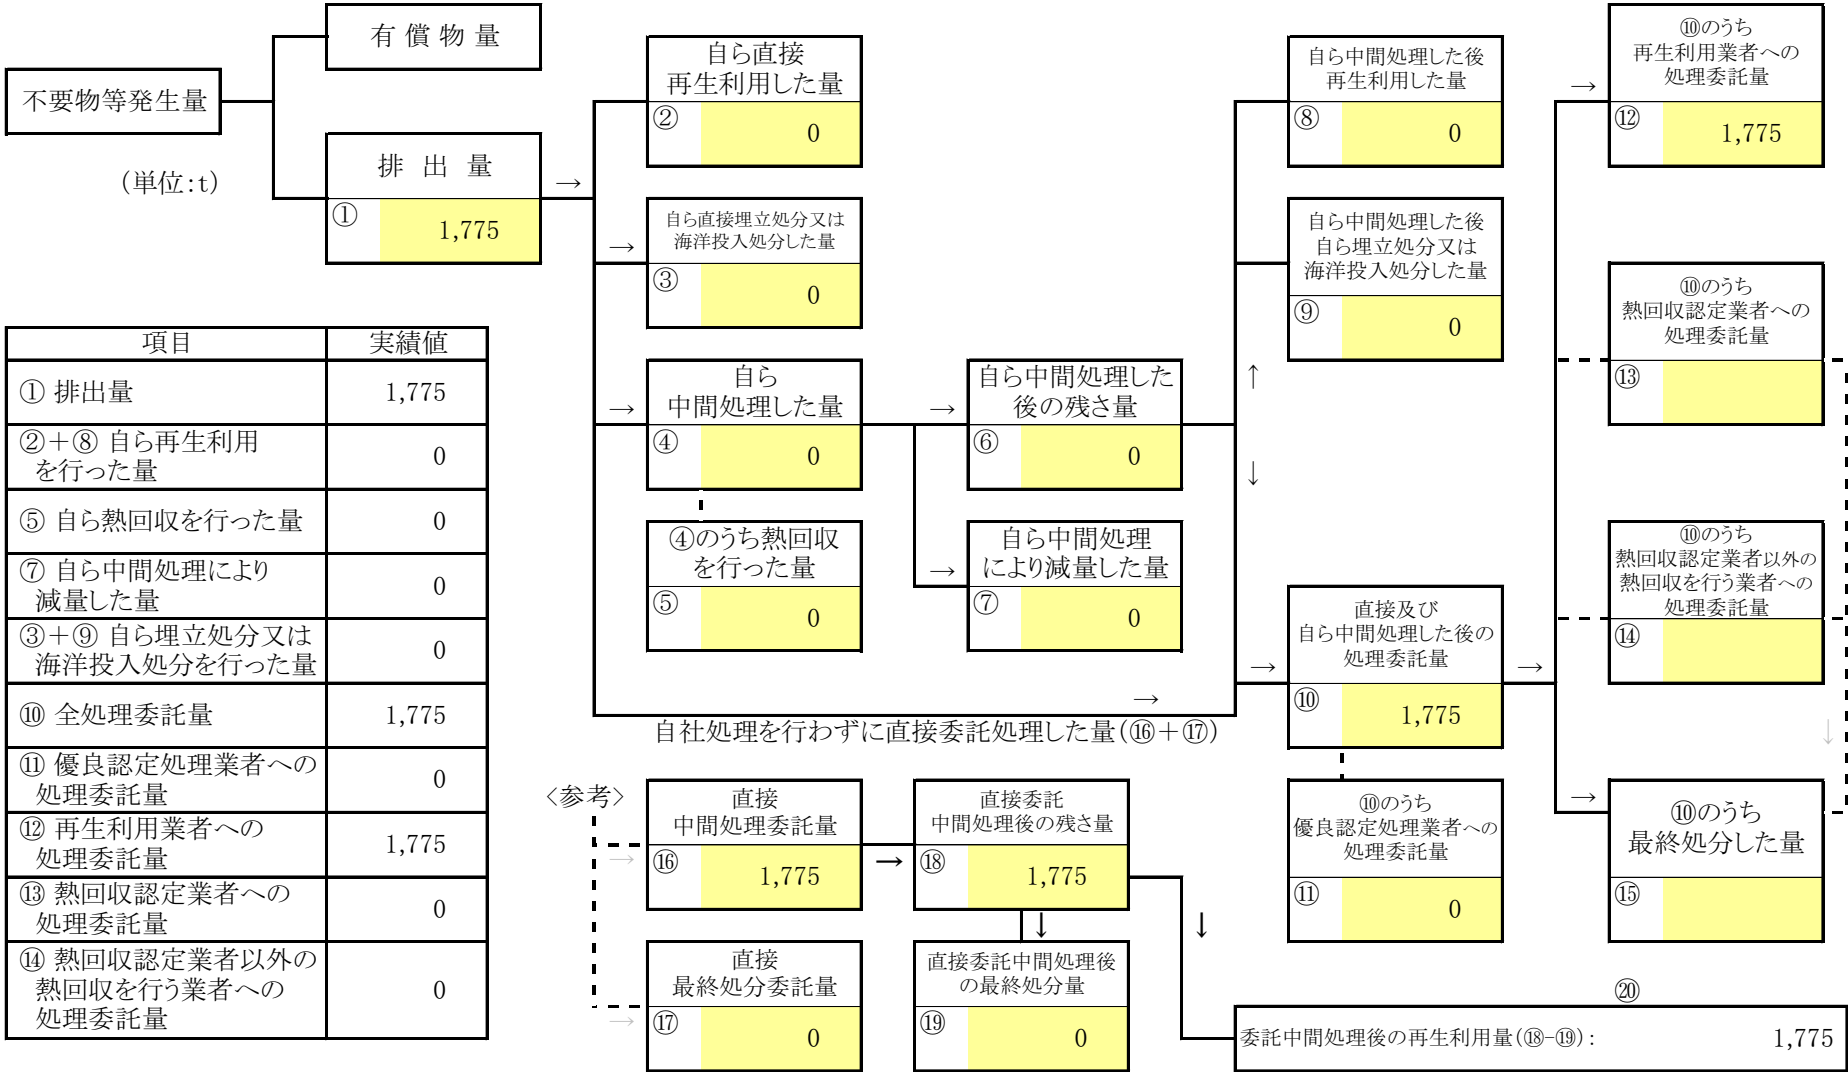 有 償 物 量
不要物等発生量
(単位:t)
排 出 量
→
①
1,775
自ら直接
再生利用した量
②
0
→
自ら直接埋立処分又は
海洋投入処分した量
③
0
→
自ら
中間処理した量
④
0
④のうち熱回収
を行った量
⑤
0
→
自ら中間処理した
後の残さ量
⑥
0
→
自ら中間処理
により減量した量
⑦
0
↑
↓
自ら中間処理した後
再生利用した量
⑧
0
自ら中間処理した後
自ら埋立処分又は
海洋投入処分した量
⑨
0
→
自社処理を行わずに直接委託処理した量(⑯+⑰)
→
直接及び
自ら中間処理した後の
処理委託量
⑩
1,775
→
⑩のうち
優良認定処理業者への
処理委託量
⑪
0
→
⑩のうち
再生利用業者への
処理委託量
⑫
1,775
⑩のうち
熱回収認定業者への
処理委託量
⑬
⑩のうち
熱回収認定業者以外の
熱回収を行う業者への
処理委託量
⑭
↓
→
⑩のうち
最終処分した量
⑮
項目 実績値
① 排出量 1,775
②+⑧ 自ら再生利用
を行った量 0
⑤ 自ら熱回収を行った量 0
⑦ 自ら中間処理により
減量した量 0
③+⑨ 自ら埋立処分又は
海洋投入処分を行った量 0
⑩ 全処理委託量 1,775
⑪ 優良認定処理業者への
処理委託量 0
⑫ 再生利用業者への
処理委託量 1,775
⑬ 熱回収認定業者への
処理委託量 0
⑭ 熱回収認定業者以外の
熱回収を行う業者への
処理委託量 0
〈参考〉
→
直接
中間処理委託量
⑯
1,775
→
直接委託
中間処理後の残さ量
⑱
1,775
↓
↓
→
直接
最終処分委託量
⑰
0
直接委託中間処理後
の最終処分量
⑲
0
⑳
委託中間処理後の再生利用量(⑱-⑲): 1,775